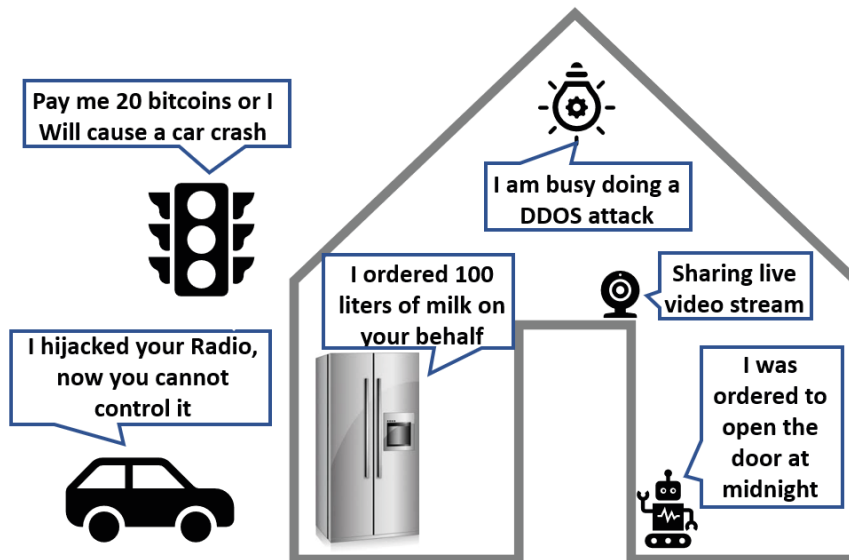 Pay me 20 bitcoins or I
Will cause a car crash
I am busy doing a
DDOS attack
I ordered 100
liters of milk on
your behalf
Sharing live
video stream
I hijacked your Radio,
now you cannot
control it
I was
ordered to
open the
door at
midnight